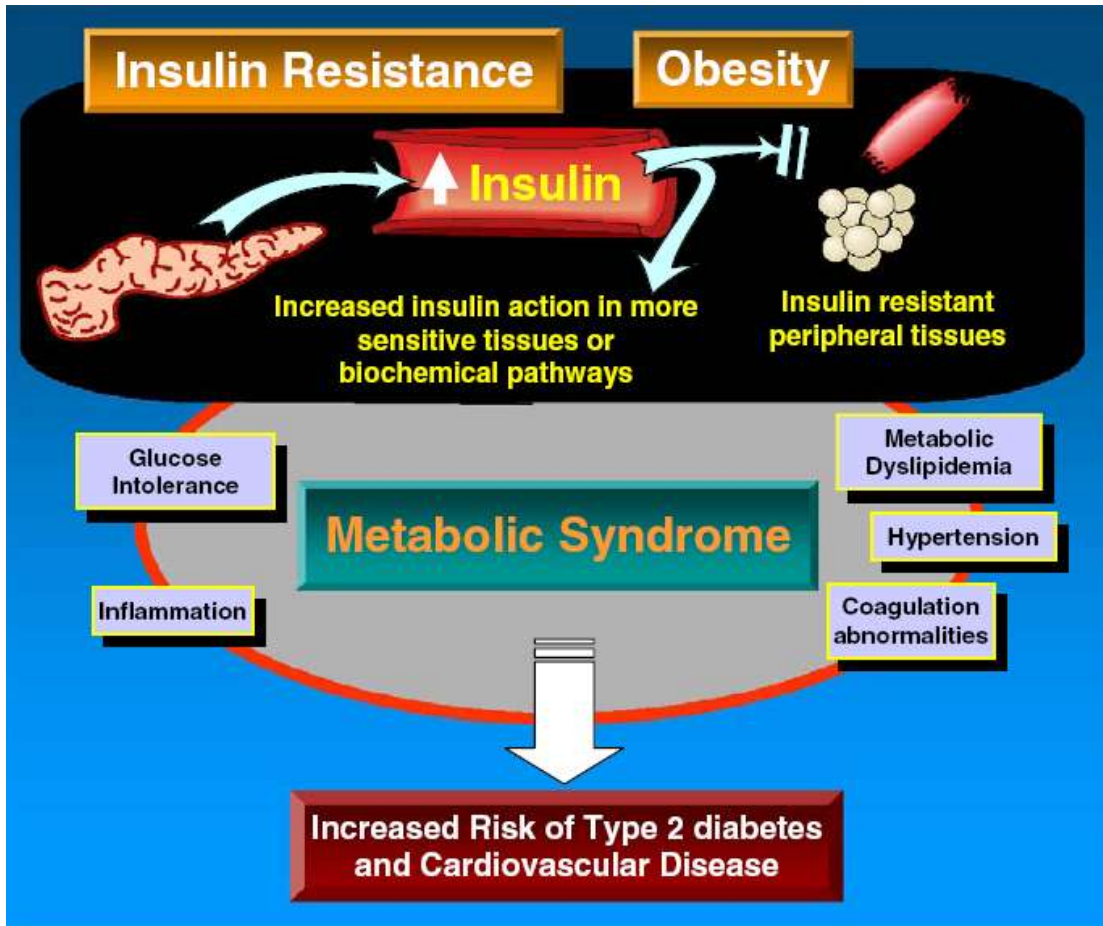 Insulin Resistance
Obesity
Insulin
Increased insulin action in more
sensitive tissues or
biochemical pathways
Insulin resistant
peripheral tissues
Glucose
Intolerance
Metabolic
Dyslipidemia
Metabolic Syndrome
Hypertension
Inflammation
Coagulation
abnormalities
Increased Risk of Type 2 diabetes
and Cardiovascular Disease